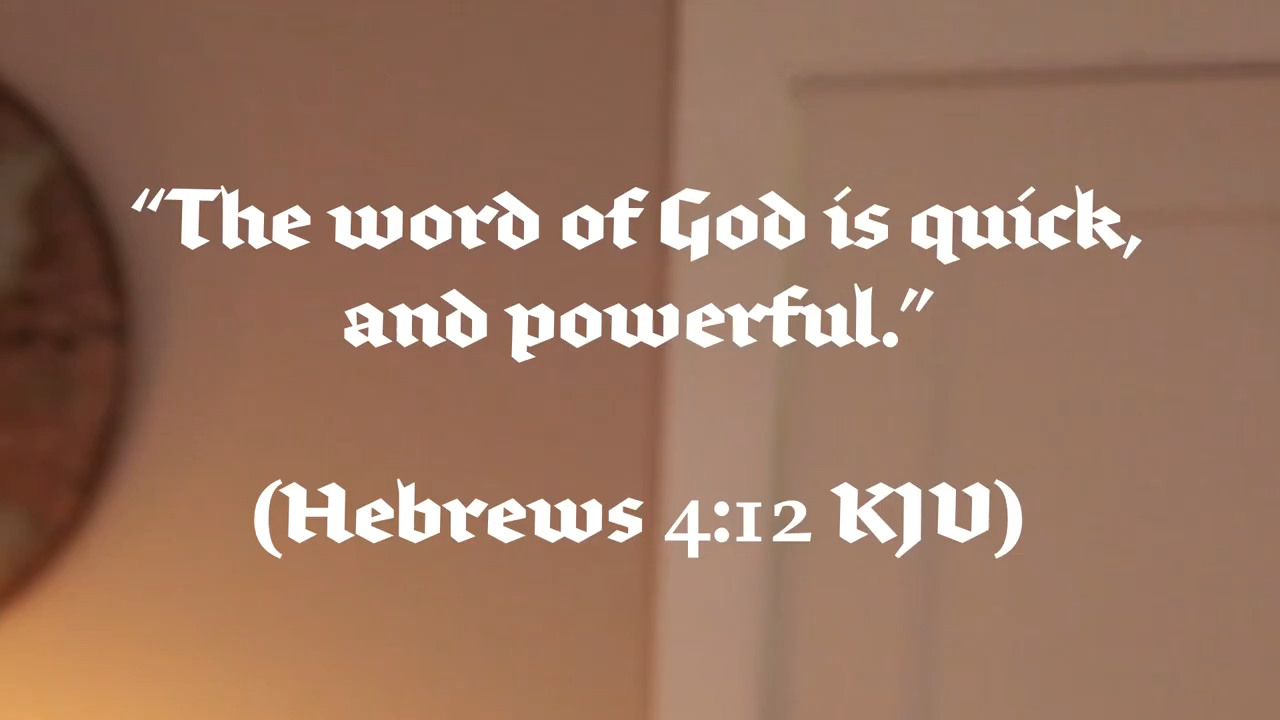 “The word of God is quick,
and powerful.”
(Hebrews 4:12 KJV)